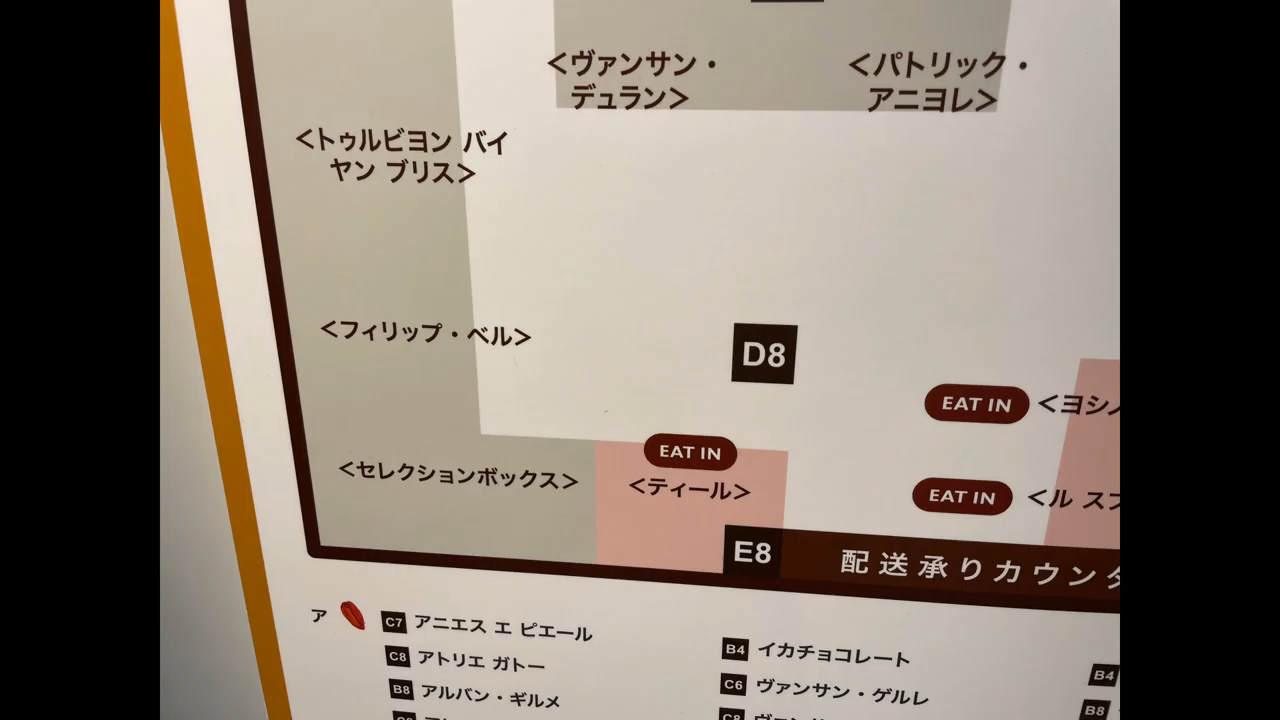 <ヴァンサン・
デュラン>
<パトリック・
アニヨレ>
<トゥルビヨン バイ
ヤン ブリス>
<フィリップ・ベル>
D8
EAT IN <ヨシノ
EAT IN
<セレクションボックス>
<ティール>
EAT IN <ル ス
E8 配送承りカウン
ア C7 アニエス エ ピエール
C8 アトリエ ガトー
B8 アルバン・ギルメ
B4 イカチョコレート
C6 ヴァンサン・ゲルレ
B4
B8